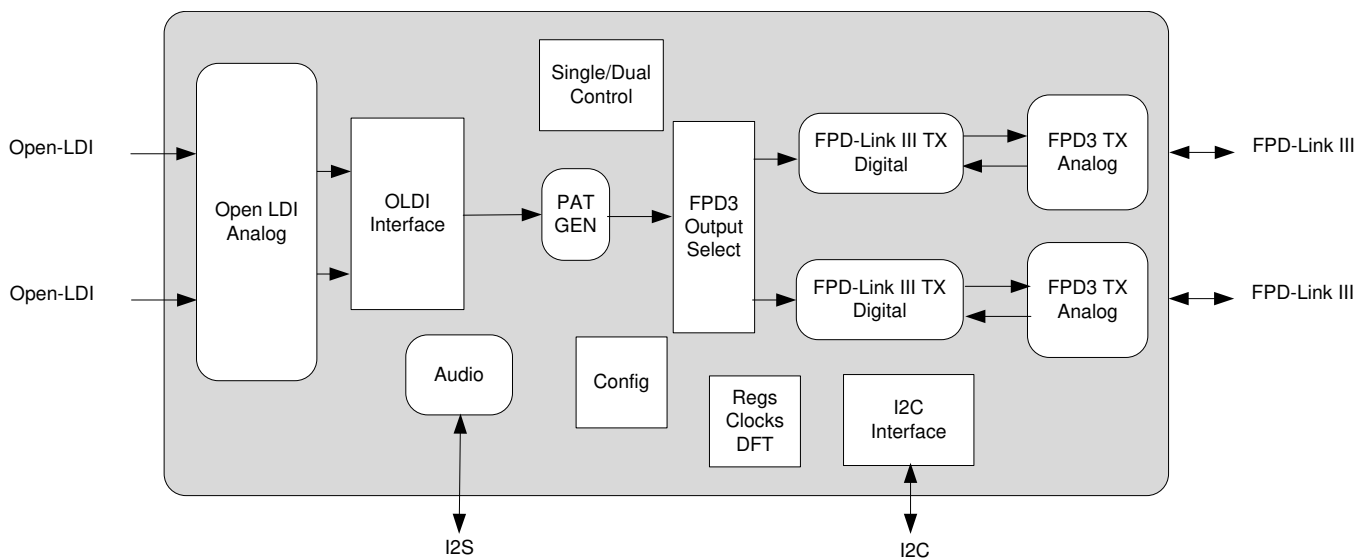 Single/Dual
Control
Open-LDI
Open-LDI
Open LDI
Analog
OLDI
Interface
PAT
GEN
FPD3
Output
Select
FPD-Link III TX
Digital
FPD3 TX
Analog
FPD-Link III
FPD-Link III TX
Digital
FPD3 TX
Analog
FPD-Link III
Audio
Config
Regs
Clocks
DFT
I2C
Interface
I2S
I2C